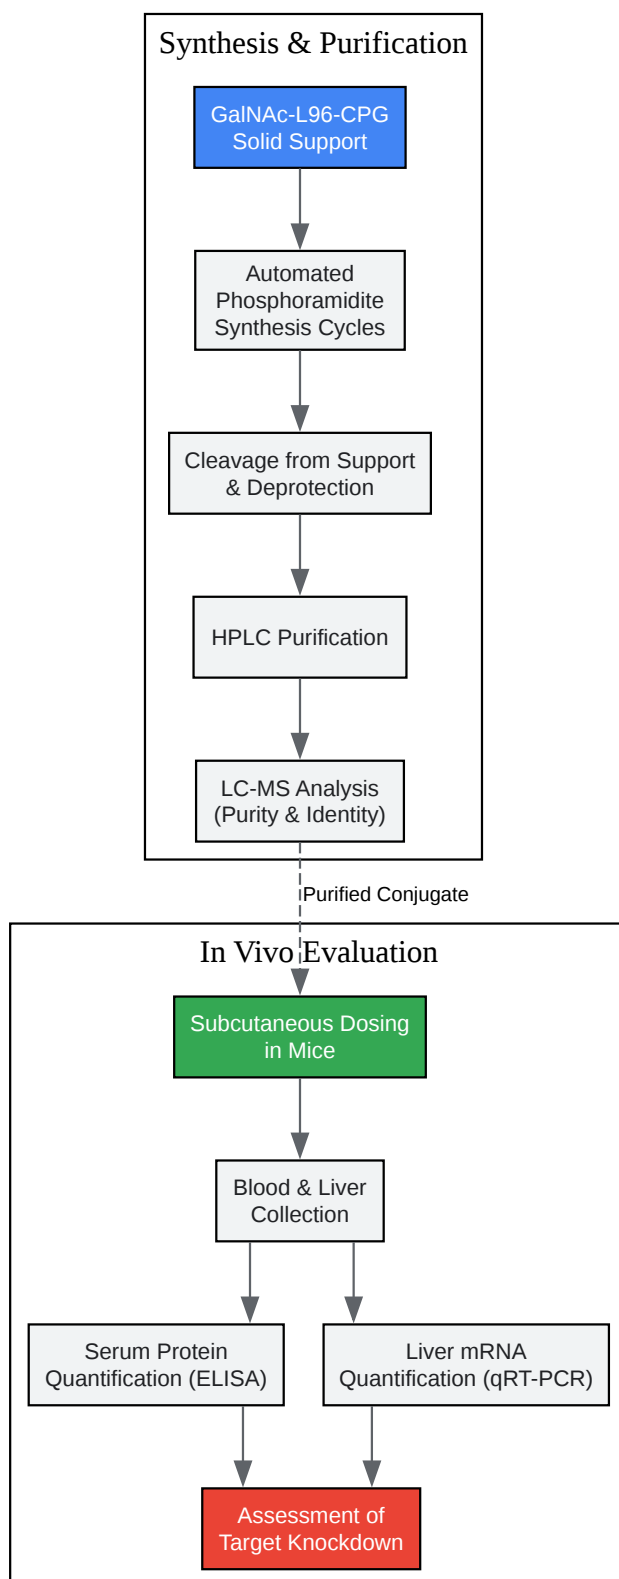 Synthesis & Purification
GalNAc-L96-CPG
Solid Support
Automated
Phosphoramidite
Synthesis Cycles
Cleavage from Support
& Deprotection
HPLC Purification
LC-MS Analysis
(Purity & Identity)
Purified Conjugate
In Vivo Evaluation
Subcutaneous Dosing
in Mice
Blood & Liver
Collection
Serum Protein
Quantification (ELISA)
Liver mRNA
Quantification (qRT-PCR)
Assessment of
Target Knockdown